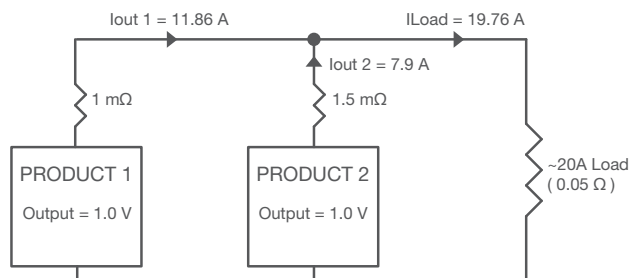 Iout 1 = 11.86 A
ILoad = 19.76 A
Iout 2 = 7.9 A
1 mΩ
1.5 mΩ
PRODUCT 1
Output = 1.0 V
PRODUCT 2
Output = 1.0 V
~20A Load
( 0.05 Ω )